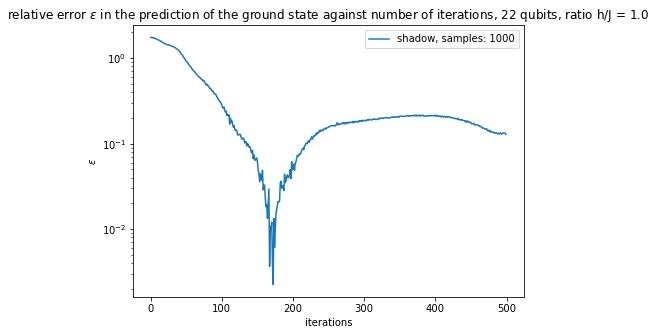 relative error ε in the prediction of the ground state against number of iterations, 22 qubits, ratio h/J = 1.0
shadow, samples: 1000
10⁰
10⁻¹
10⁻²
ε
0 100 200 300 400 500
iterations